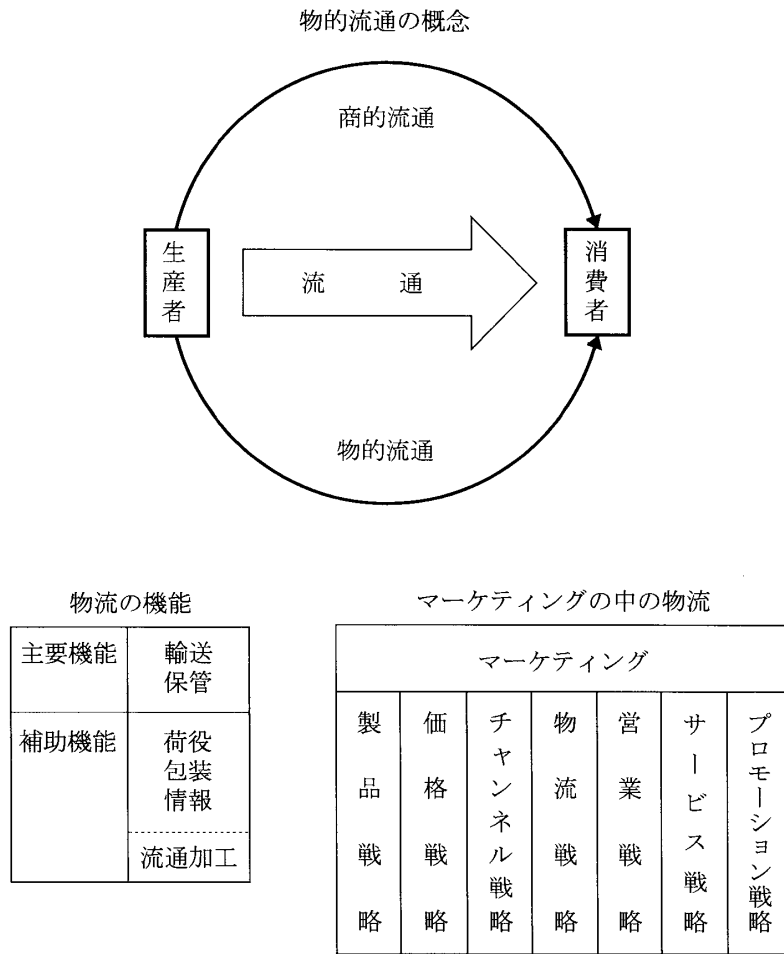 物的流通の概念
商的流通
生産者
流通
消費者
物的流通
物流の機能
主要機能
輸送
保管
補助機能
荷役
包装
情報
流通加工
マーケティングの中の物流
マーケティング
製品戦略
価格戦略
チャンネル戦略
物流戦略
営業戦略
サービス戦略
プロモーション戦略